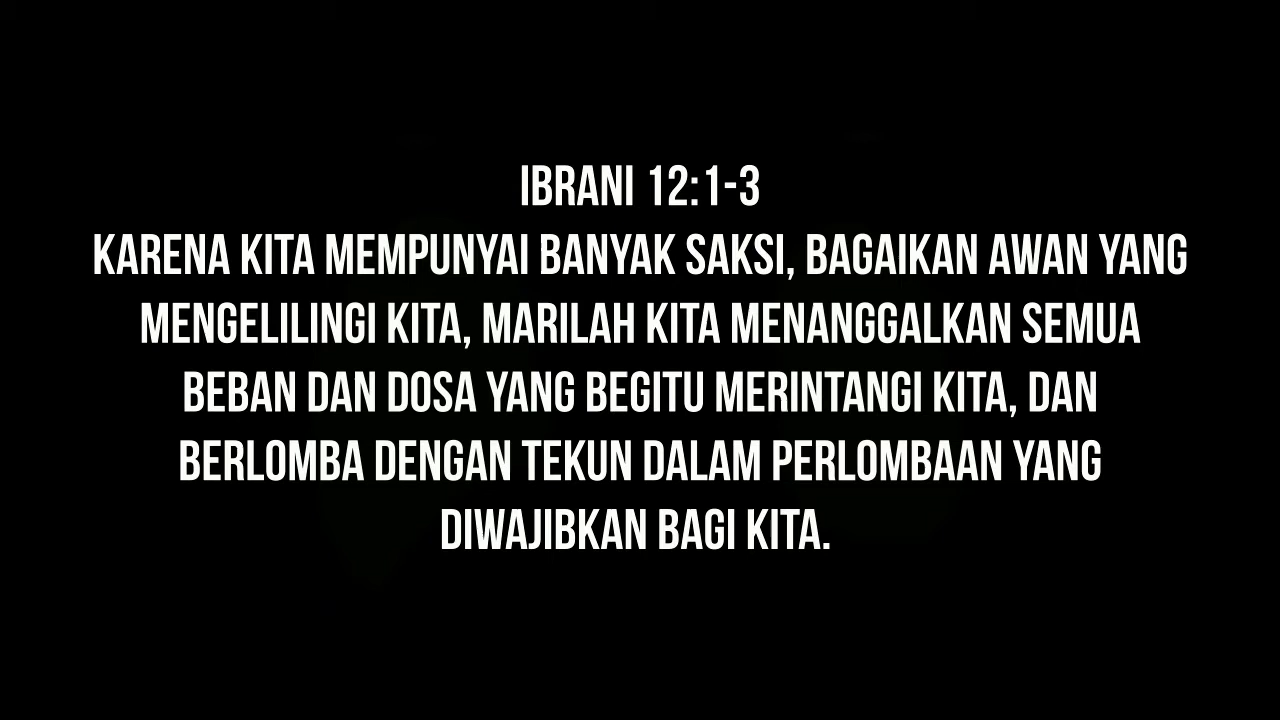 IBRANI 12:1-3
KARENA KITA MEMPUNYAI BANYAK SAKSI, BAGAIKAN AWAN YANG
MENGELILINGI KITA, MARILAH KITA MENANGGALKAN SEMUA
BEBAN DAN DOSA YANG BEGITU MERINTANGI KITA, DAN
BERLOMBA DENGAN TEKUN DALAM PERLOMBAAN YANG
DIWAJIBKAN BAGI KITA.